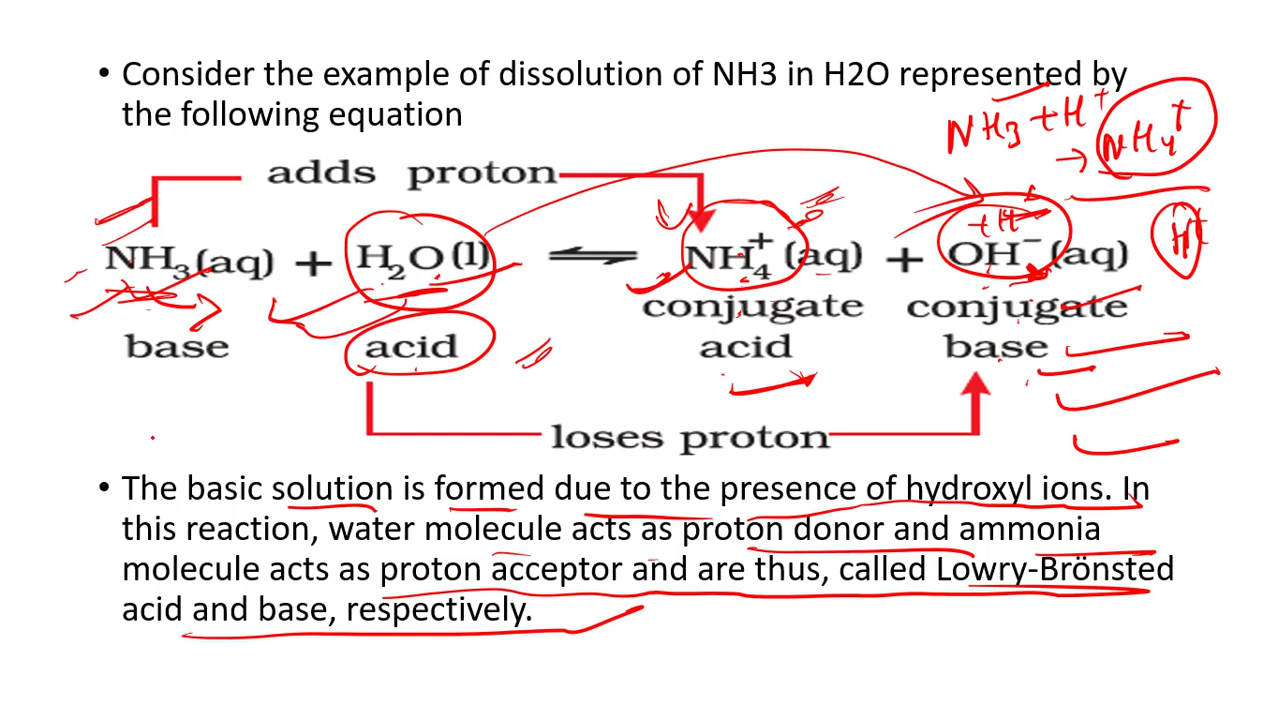 • Consider the example of dissolution of NH3 in H2O represented by
the following equation
NH3 + H+
→ NH4+
adds proton
+H
H+
NH₃(aq) + H₂O(l) ⇌ NH₄⁺(aq) + OH⁻(aq)
conjugate conjugate
base acid acid base
loses proton
• The basic solution is formed due to the presence of hydroxyl ions. In
this reaction, water molecule acts as proton donor and ammonia
molecule acts as proton acceptor and are thus, called Lowry-Brönsted
acid and base, respectively.